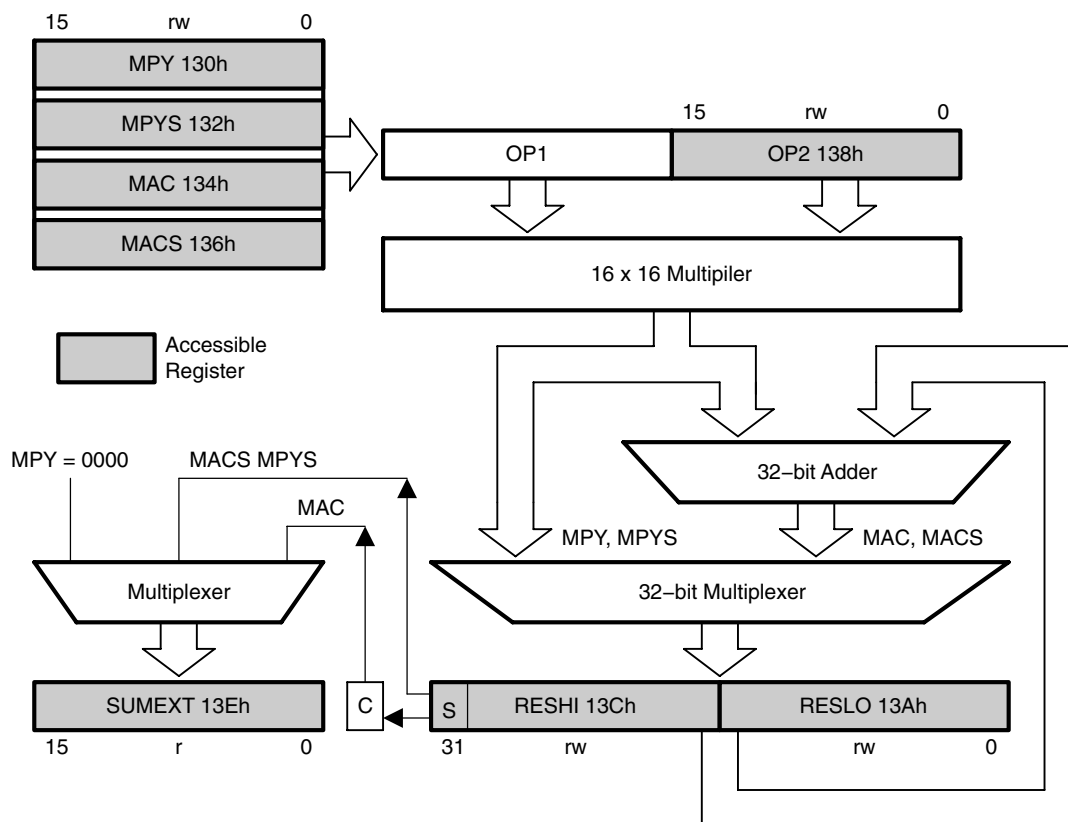 15 rw 0
MPY 130h
MPYS 132h
MAC 134h
MACS 136h
15 rw 0
OP1
OP2 138h
16 x 16 Multipiler
Accessible
Register
MPY = 0000
MACS MPYS
MAC
32−bit Adder
MPY, MPYS
MAC, MACS
Multiplexer
32−bit Multiplexer
SUMEXT 13Eh
C
S
RESHI 13Ch
RESLO 13Ah
15 r 0
31 rw
rw 0